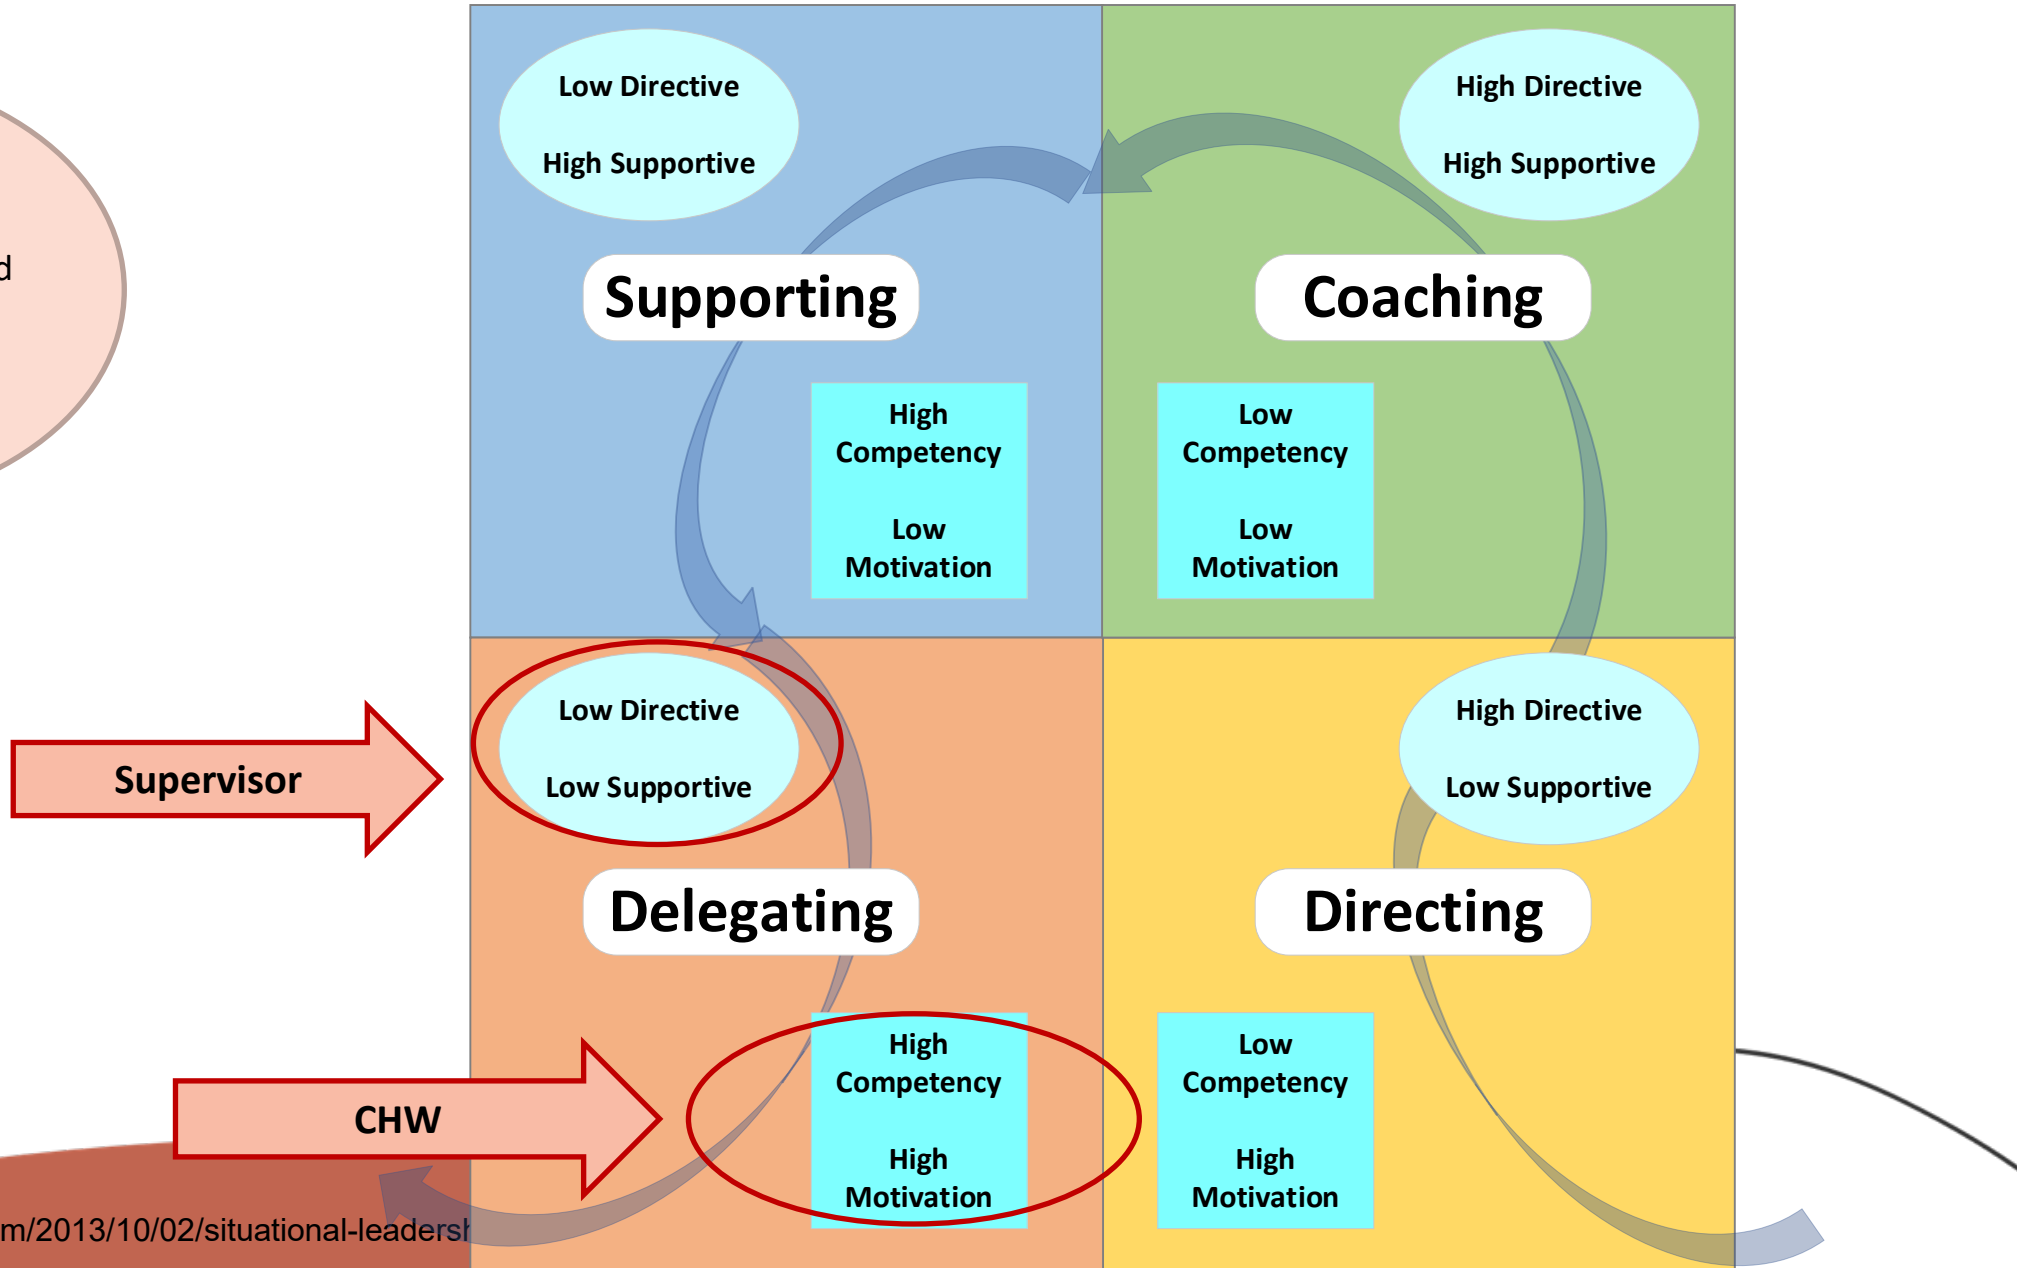 Low Directive
High Supportive
High Directive
High Supportive
d
Supporting
Coaching
High
Competency
Low
Motivation
Low
Competency
Low
Motivation
Low Directive
Low Supportive
High Directive
Low Supportive
Supervisor
Delegating
Directing
High
Competency
High
Motivation
Low
Competency
High
Motivation
CHW
m/2013/10/02/situational-leadersh